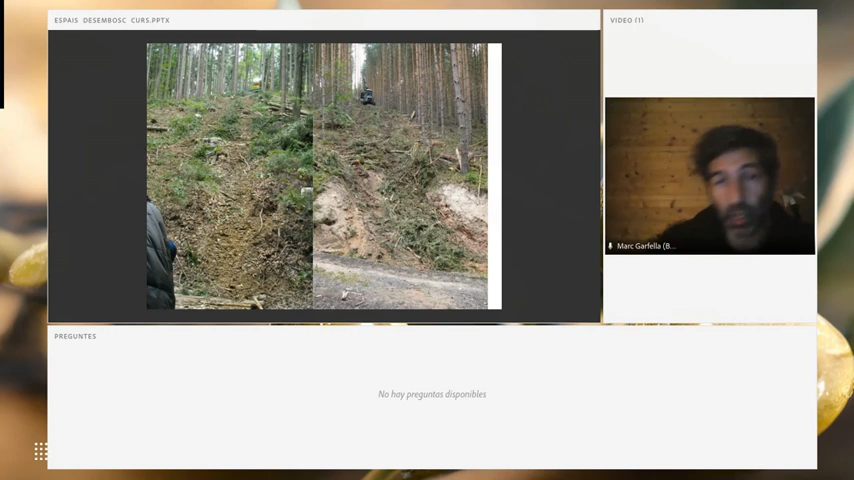 ESPAIS DESEMBOSC CURS.PPTX
VIDEO (1)
Marc Garfella (B...
PREGUNTES
No hay preguntas disponibles